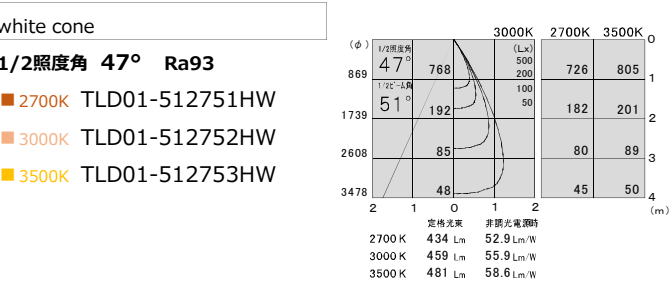 white cone
1/2照度角 47° Ra93
2700K TLD01-512751HW
3000K TLD01-512752HW
3500K TLD01-512753HW
3000K 2700K 3500K
(φ) 1/2照度角 (Lx) 0
47° 500
869 768 200 726 805 1
1/2ビーム角 100
51° 50
1739 192 182 201 2
2608 85 80 89 3
3478 48 45 50 4
2 1 0 1 2 (m)
定格光束 非調光電源時
2700K 434 Lm 52.9 Lm/W
3000K 459 Lm 55.9 Lm/W
3500K 481 Lm 58.6 Lm/W